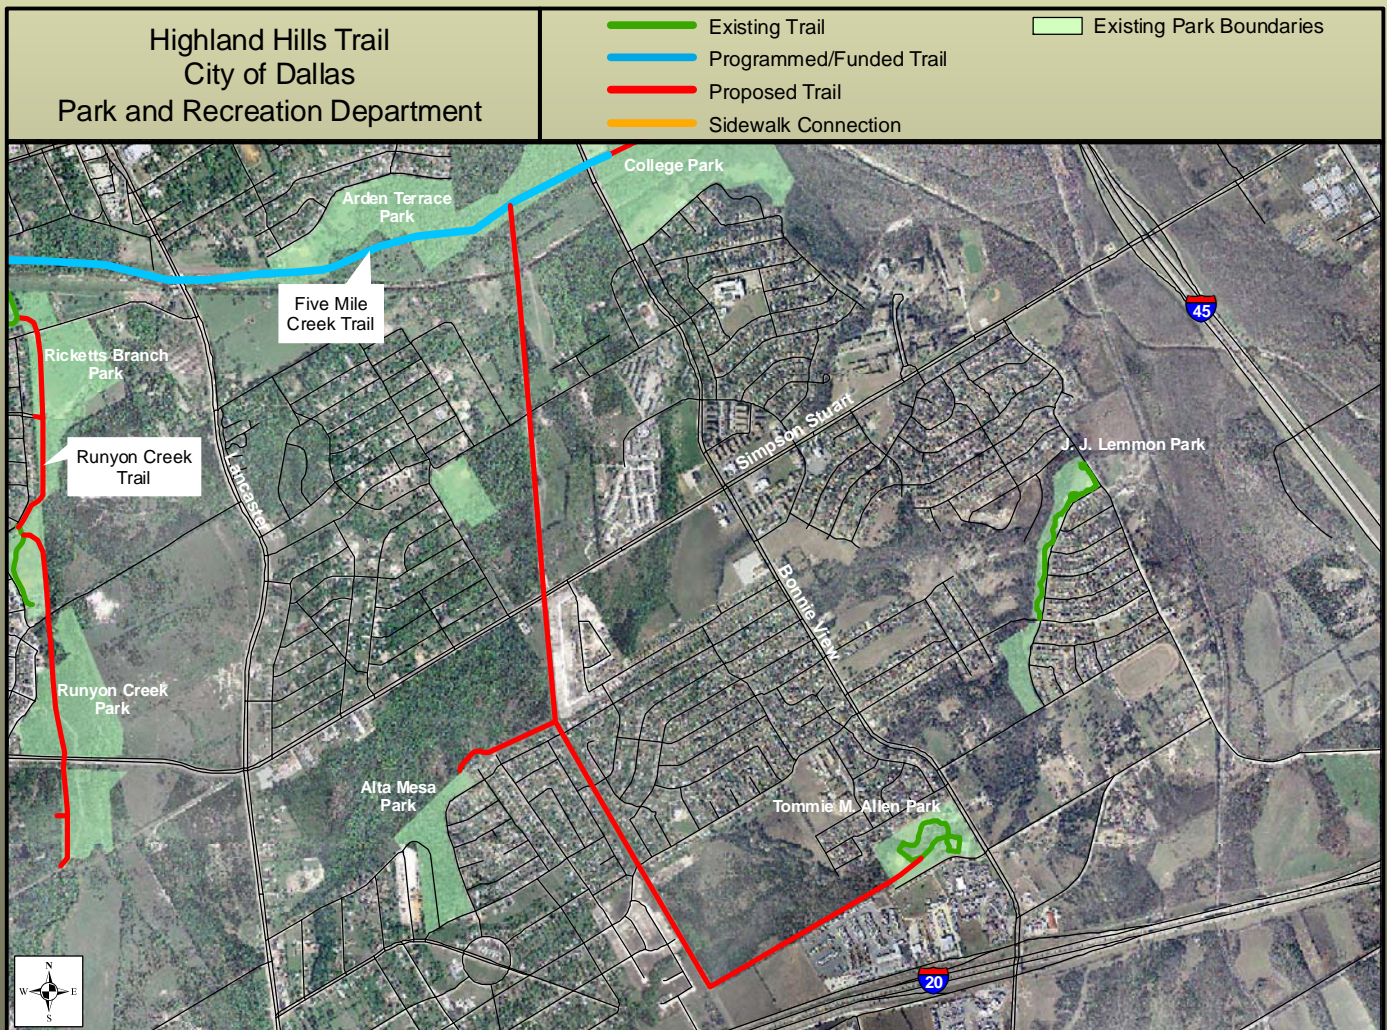 Highland Hills Trail
City of Dallas
Park and Recreation Department
Existing Trail
Programmed/Funded Trail
Proposed Trail
Sidewalk Connection
Existing Park Boundaries
College Park
Arden Terrace
Park
Five Mile
Creek Trail
45
Ricketts Branch
Park
Runyon Creek
Trail
Lancaster
Simpson Stuart
J. J. Lemmon Park
Bonnie View
Runyon Creek
Park
Alta Mesa
Park
Tommie M. Allen Park
20
N
W E
S